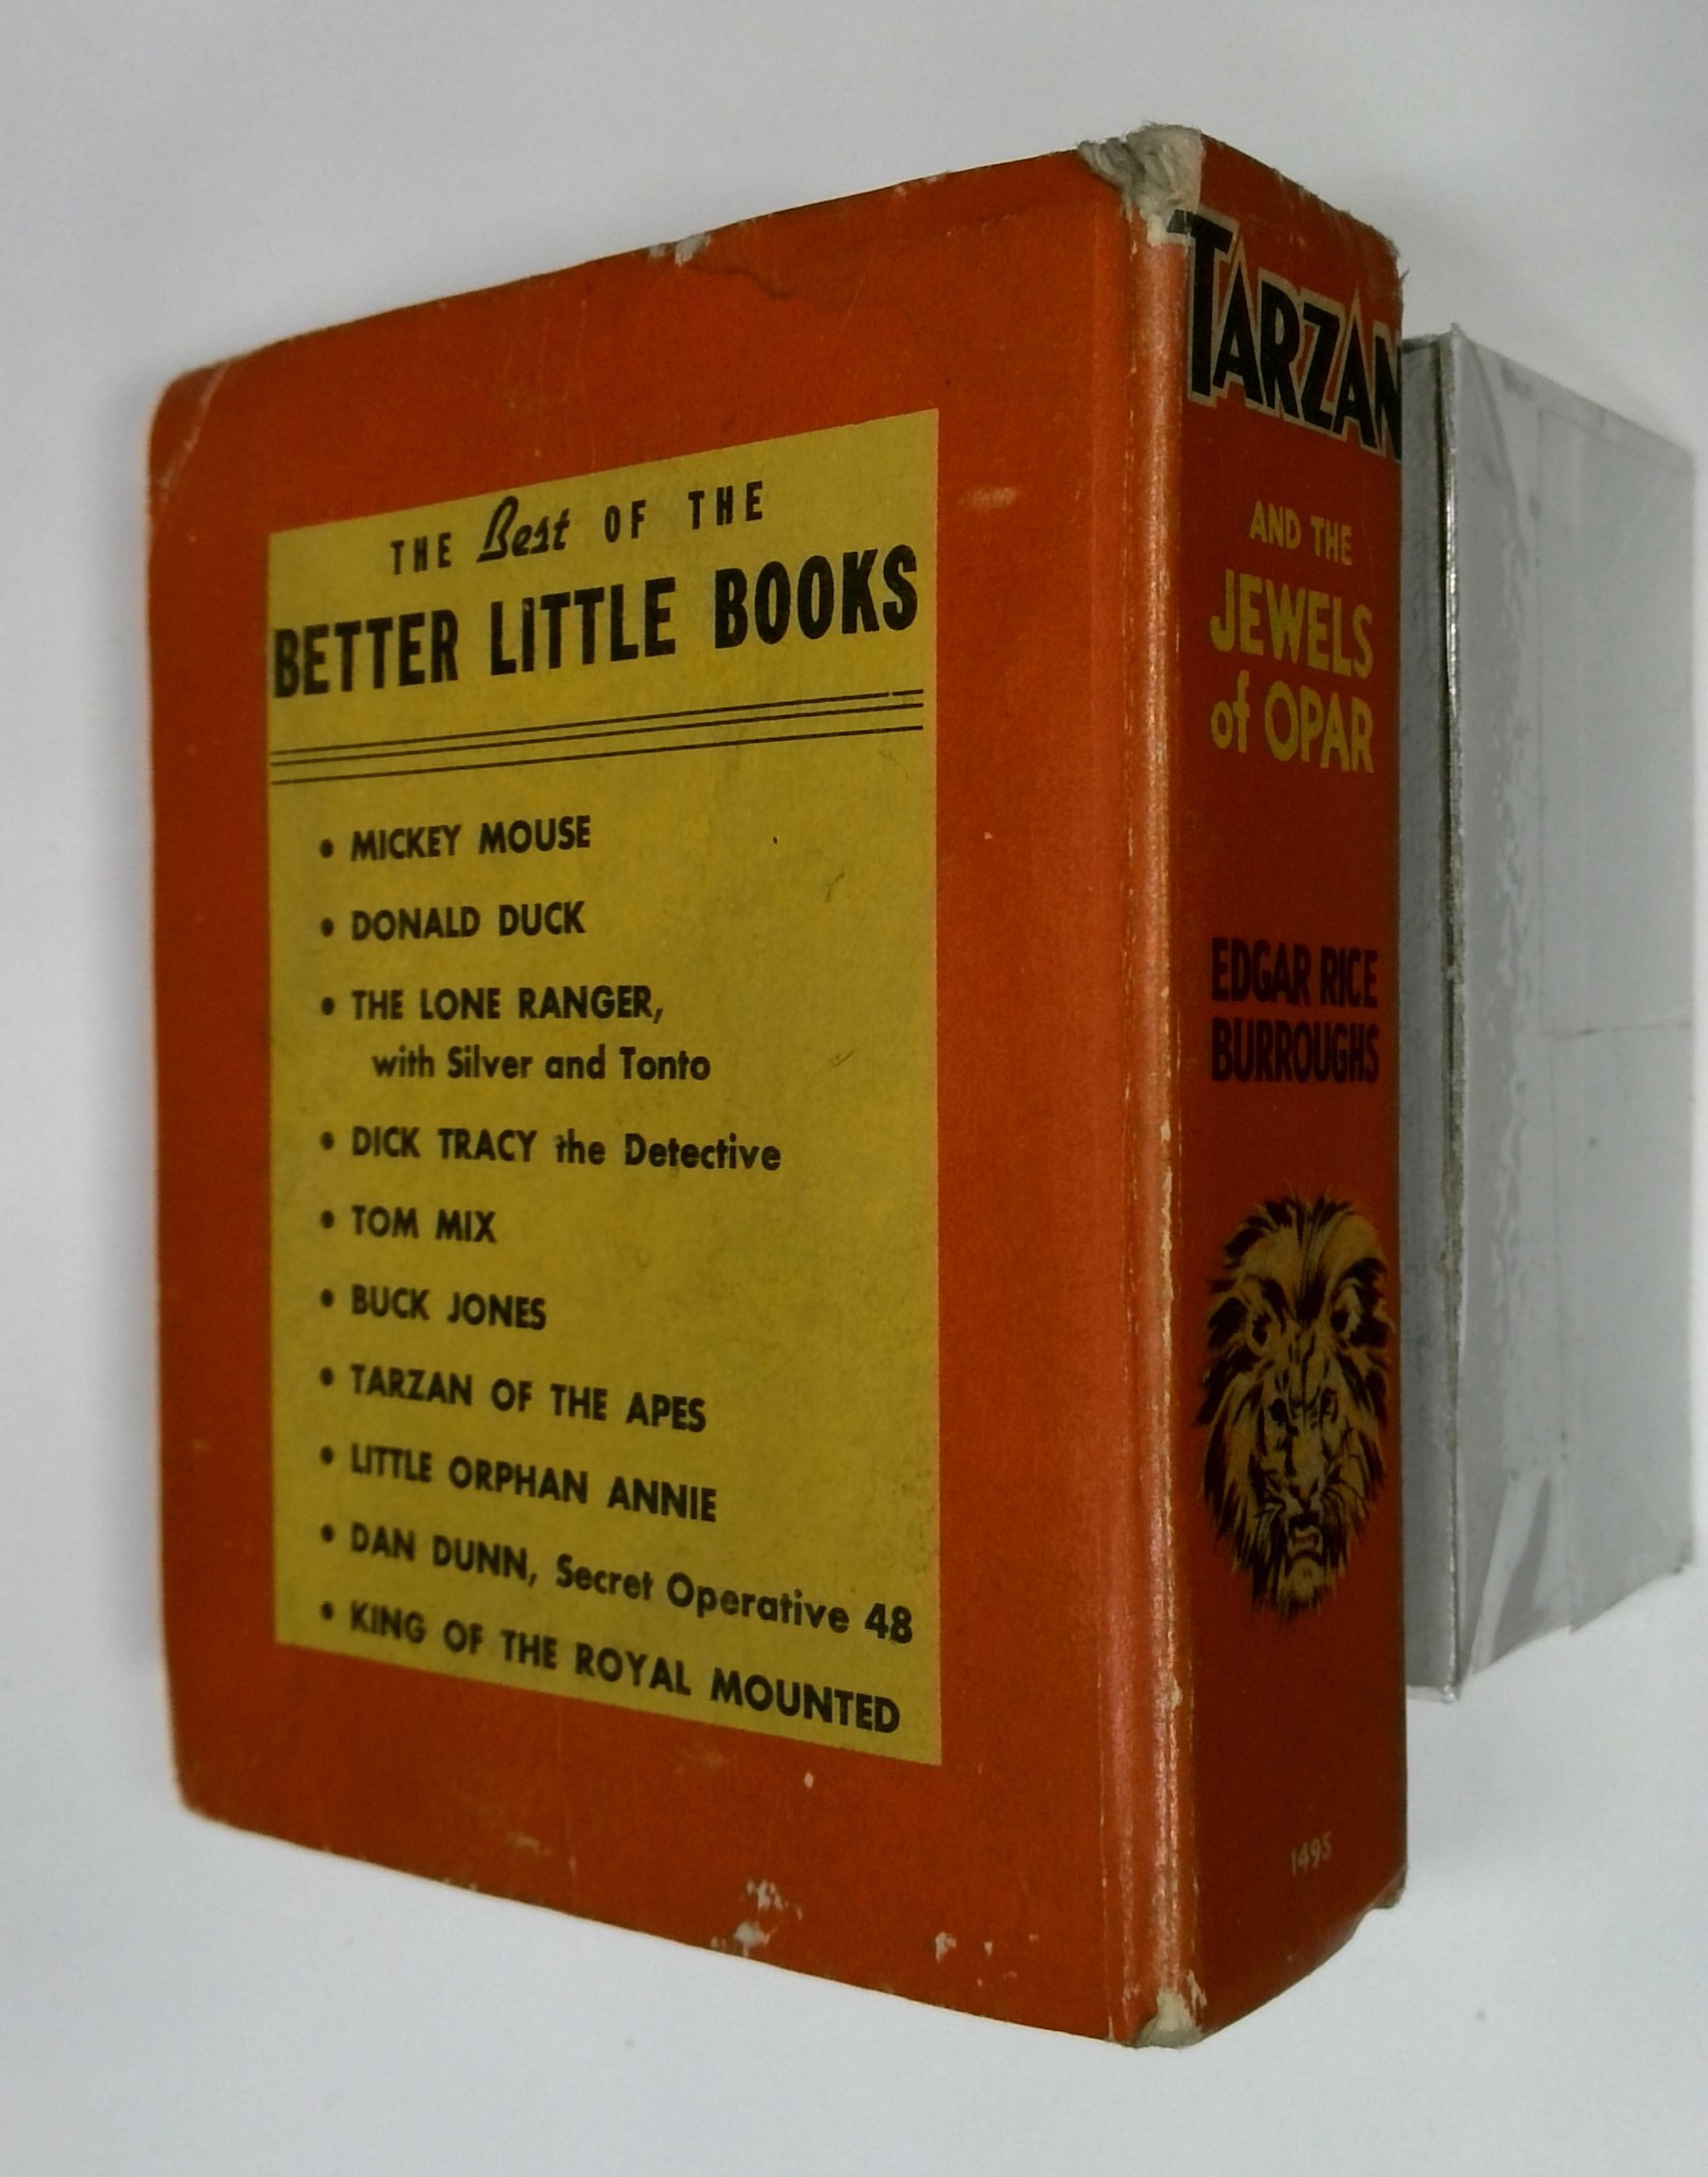 THE Best OF THE
BETTER LITTLE BOOKS
• MICKEY MOUSE
• DONALD DUCK
• THE LONE RANGER,
with Silver and Tonto
• DICK TRACY the Detective
• TOM MIX
• BUCK JONES
• TARZAN OF THE APES
• LITTLE ORPHAN ANNIE
• DAN DUNN, Secret Operative 48
• KING OF THE ROYAL MOUNTED
TARZAN
AND THE
JEWELS
of OPAR
EDGAR RICE
BURROUGHS
1495